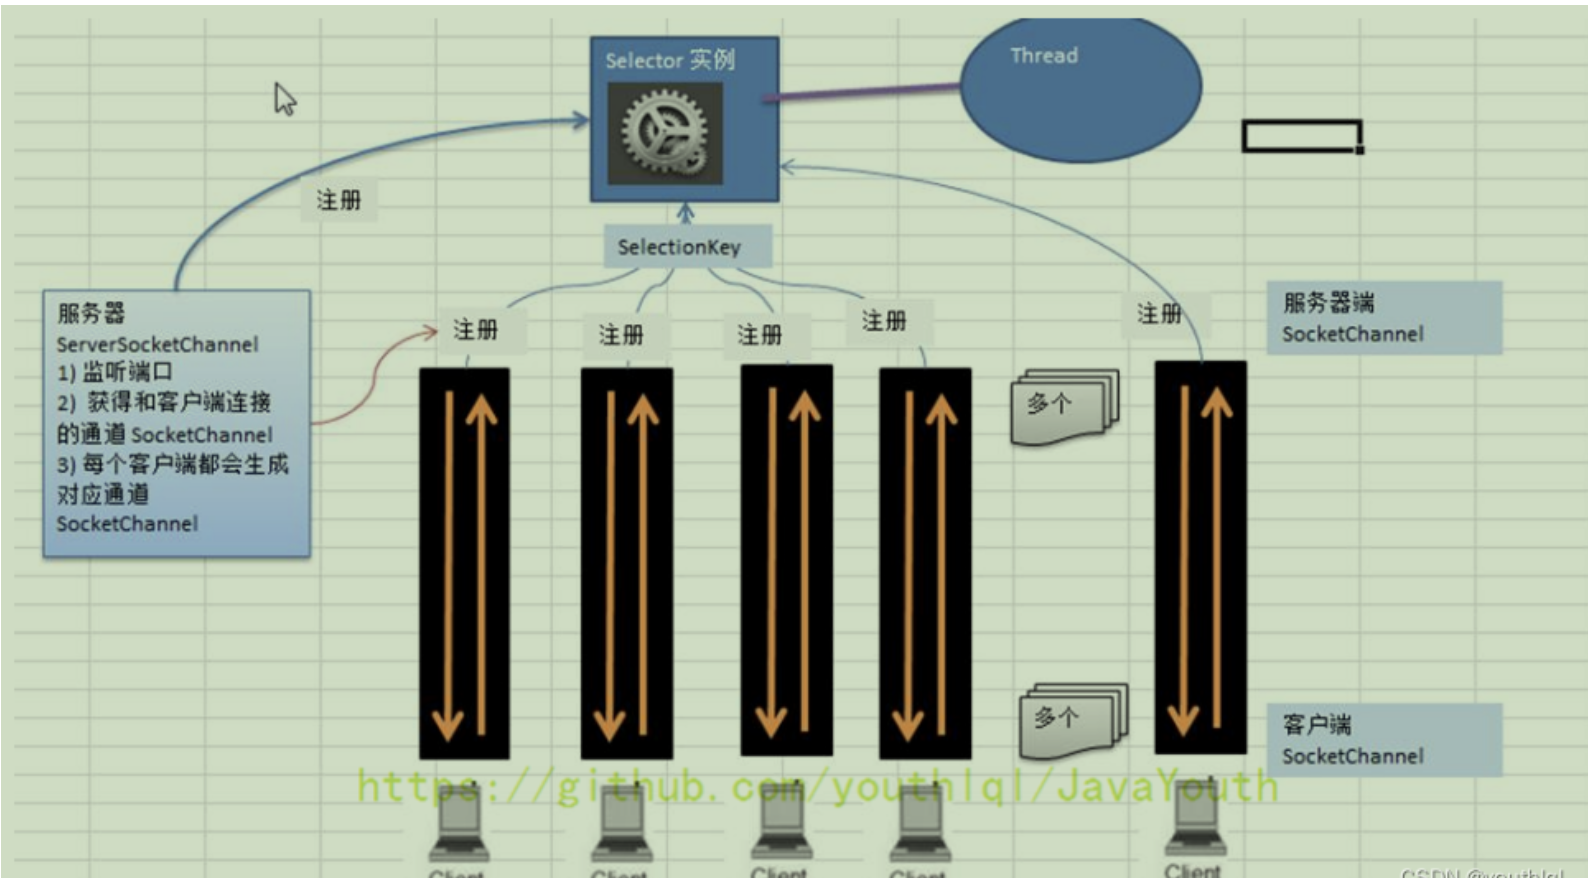 Selector 实例
Thread
注册
SelectionKey
服务器
ServerSocketChannel
1) 监听端口
2) 获得和客户端连接
的通道 SocketChannel
3) 每个客户端都会生成
对应通道
SocketChannel
注册
注册
注册
注册
注册
服务器端
SocketChannel
多个
多个
客户端
SocketChannel
https://github.com/youthlql/JavaYouth
Client
Client
Client
Client
Client
CSDN @youthlql